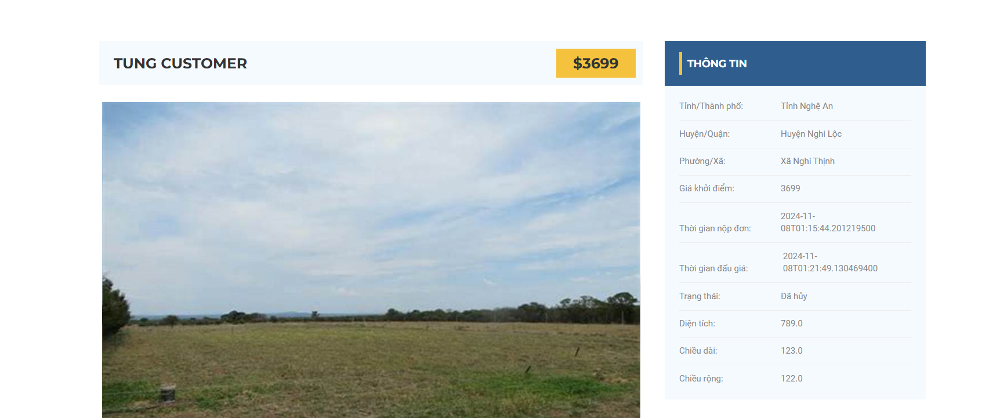 TUNG CUSTOMER
$3699
THÔNG TIN
Tỉnh/Thành phố: Tỉnh Nghệ An
Huyện/Quận: Huyện Nghi Lộc
Phường/Xã: Xã Nghi Thịnh
Giá khởi điểm: 3699
Thời gian nộp đơn: 2024-11-
08T01:15:44.201219500
Thời gian đấu giá: 2024-11-
08T01:21:49.130469400
Trạng thái: Đã hủy
Diện tích: 789.0
Chiều dài: 123.0
Chiều rộng: 122.0